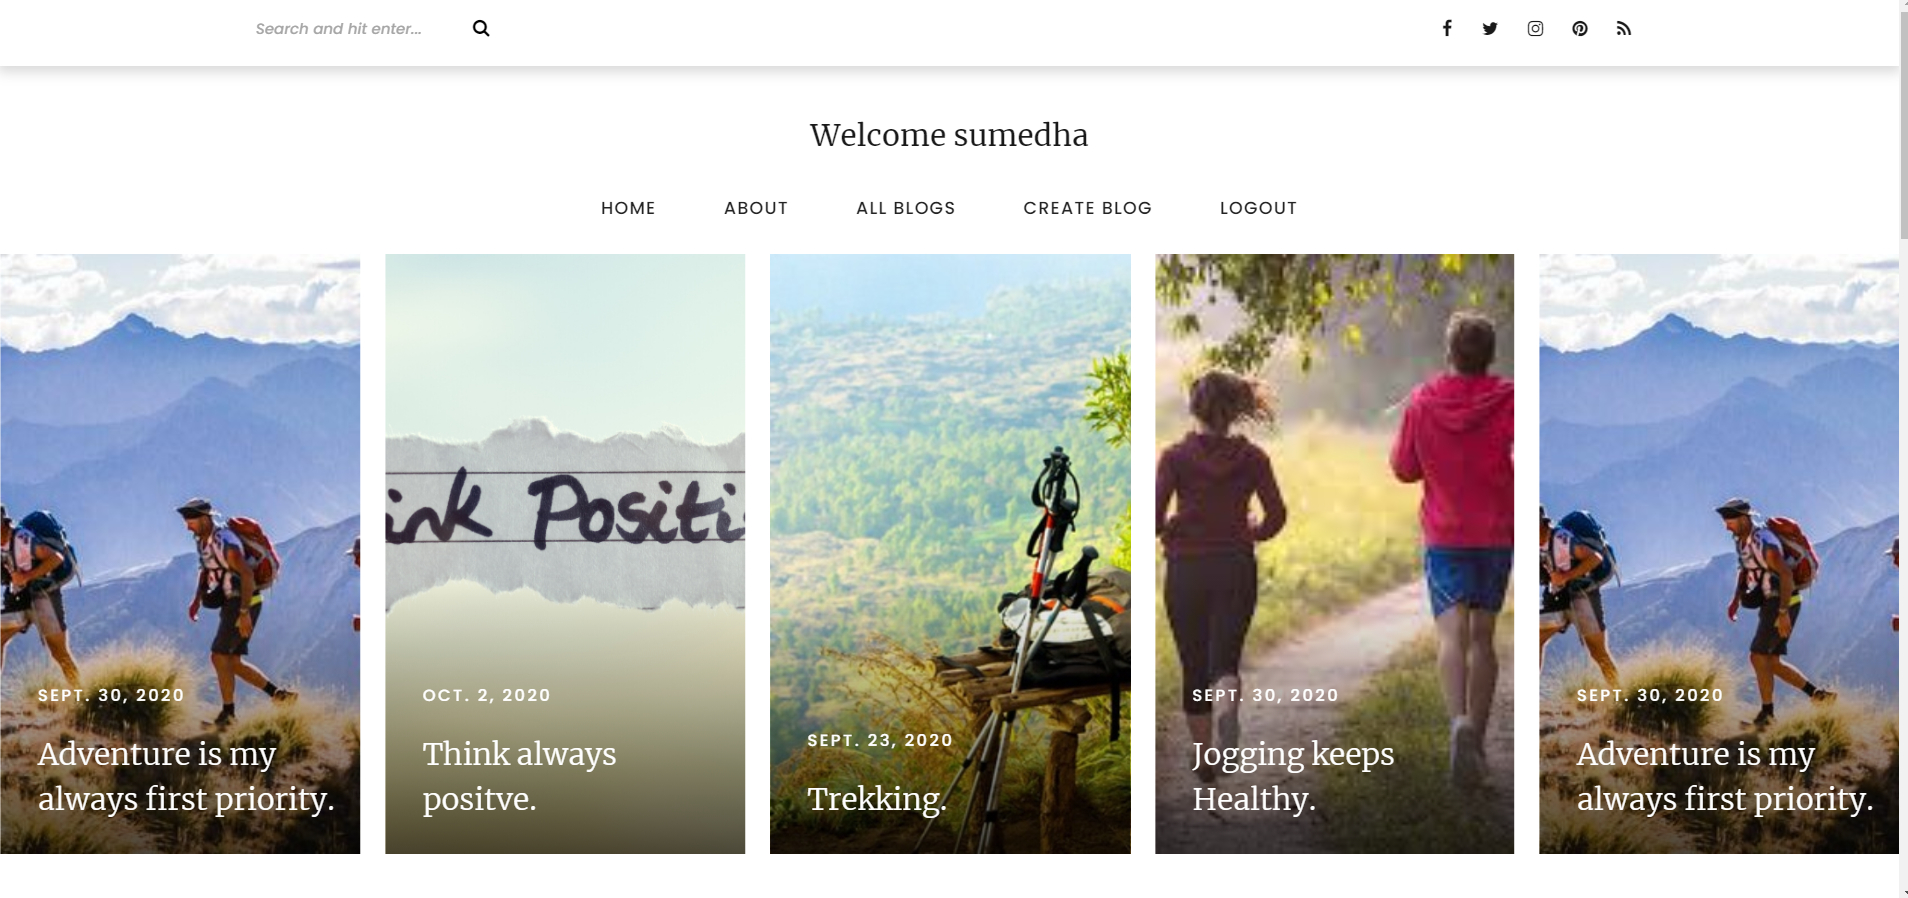 Search and hit enter...
Welcome sumedha
HOME ABOUT ALL BLOGS CREATE BLOG LOGOUT
ink Positi
SEPT. 30, 2020
Adventure is my
always first priority.
OCT. 2, 2020
Think always
positve.
SEPT. 23, 2020
Trekking.
SEPT. 30, 2020
Jogging keeps
Healthy.
SEPT. 30, 2020
Adventure is my
always first priority.